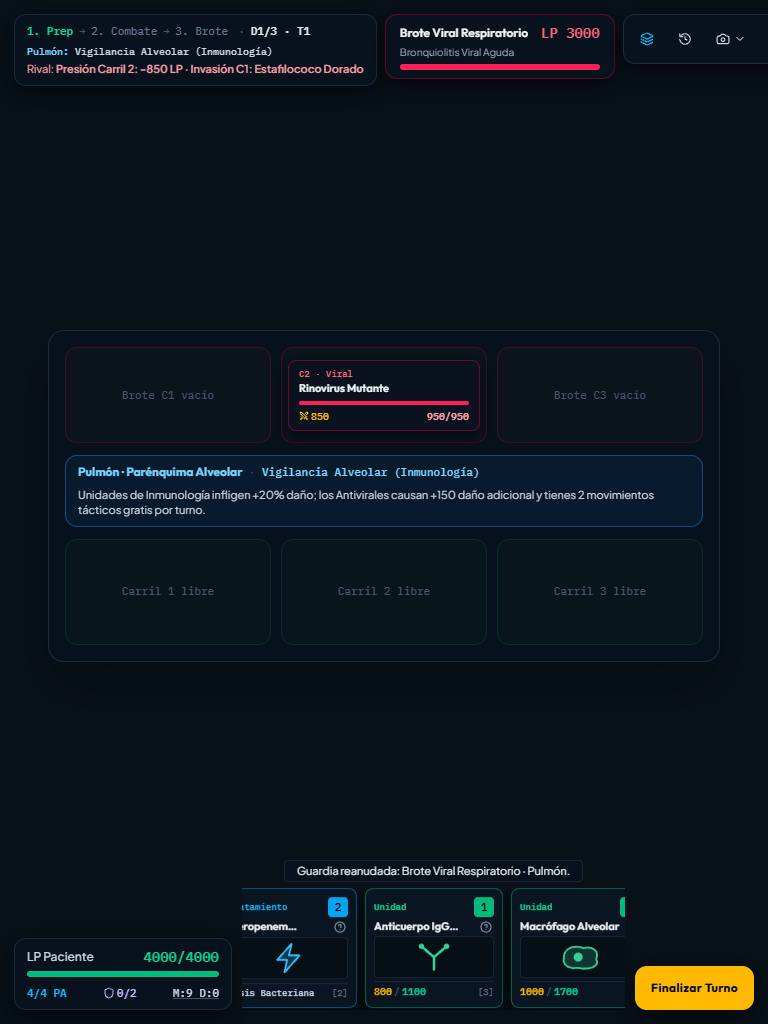 1. Prep → 2. Combate → 3. Brote · D1/3 · T1
Pulmón: Vigilancia Alveolar (Inmunología)
Rival: Presión Carril 2: -850 LP · Invasión C1: Estafilococo Dorado
Brote Viral Respiratorio LP 3000
Bronquiolitis Viral Aguda
Brote C1 vacío
C2 · Viral
Rinovirus Mutante
850 950/950
Brote C3 vacío
Pulmón · Parénquima Alveolar · Vigilancia Alveolar (Inmunología)
Unidades de Inmunología infligen +20% daño; los Antivirales causan +150 daño adicional y tienes 2 movimientos
tácticos gratis por turno.
Carril 1 libre
Carril 2 libre
Carril 3 libre
Guardia reanudada: Brote Viral Respiratorio · Pulmón.
LP Paciente 4000/4000
4/4 PA 0/2 M:9 D:0
tamiento 2
eropenem...
sis Bacteriana [2]
Unidad 1
Anticuerpo IgG...
800 / 1100 [3]
Unidad
Macrófago Alveolar
1000 / 1700
Finalizar Turno